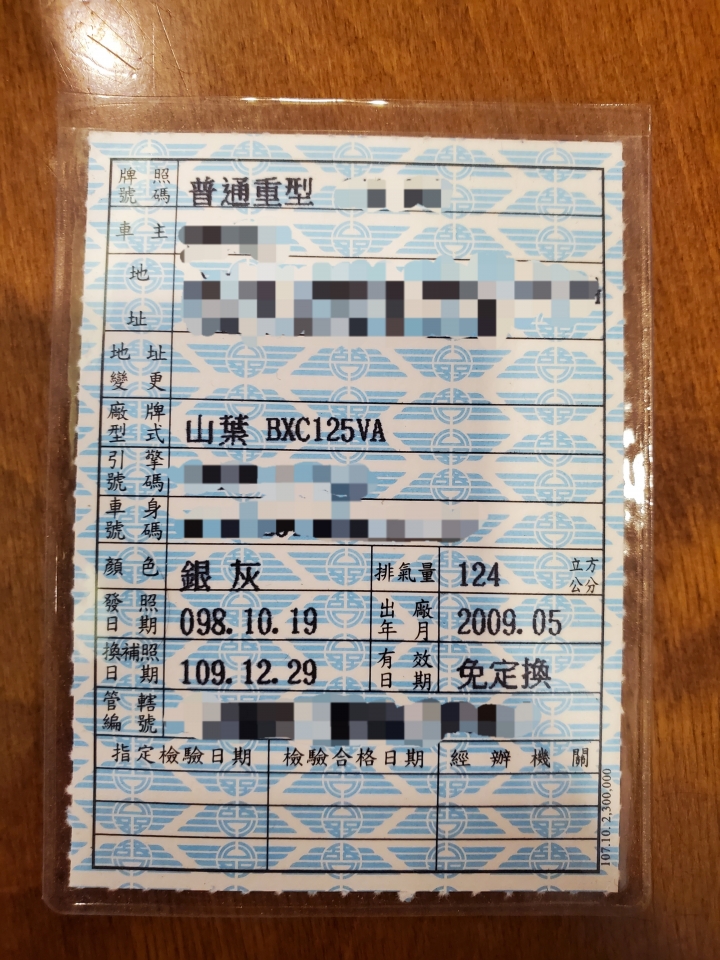 牌照號碼 普通重型
車主
地址
地址變更
廠牌型式 山葉 BXC125VA
引擎號碼
車身號碼
顏色 銀灰 排氣量 124 立方公分
發照日期 098.10.19 出廠年月 2009.05
換補照日期 109.12.29 有效日期 免定換
管轄編號
指定檢驗日期 檢驗合格日期 經辦機關
107.10. 2,300,000